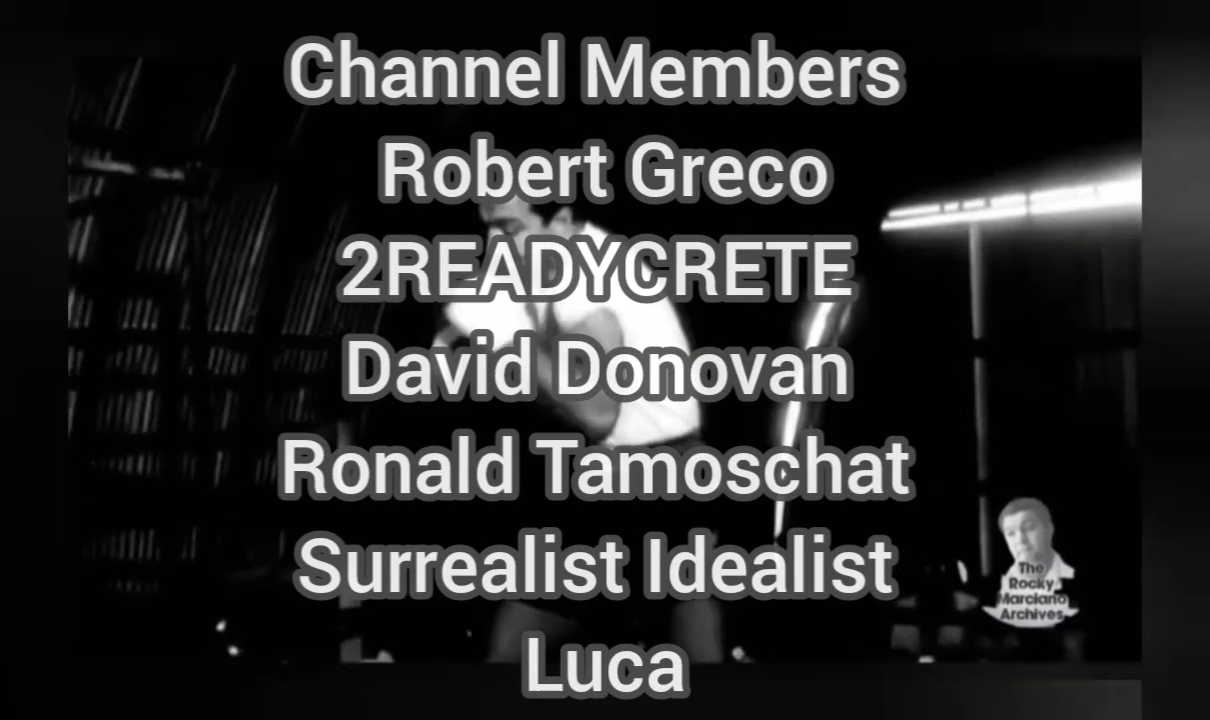 Channel Members
Robert Greco
2READYCRETE
David Donovan
Ronald Tamoschat
Surrealist Idealist
Luca
The
Rocky
Marciano
Archives